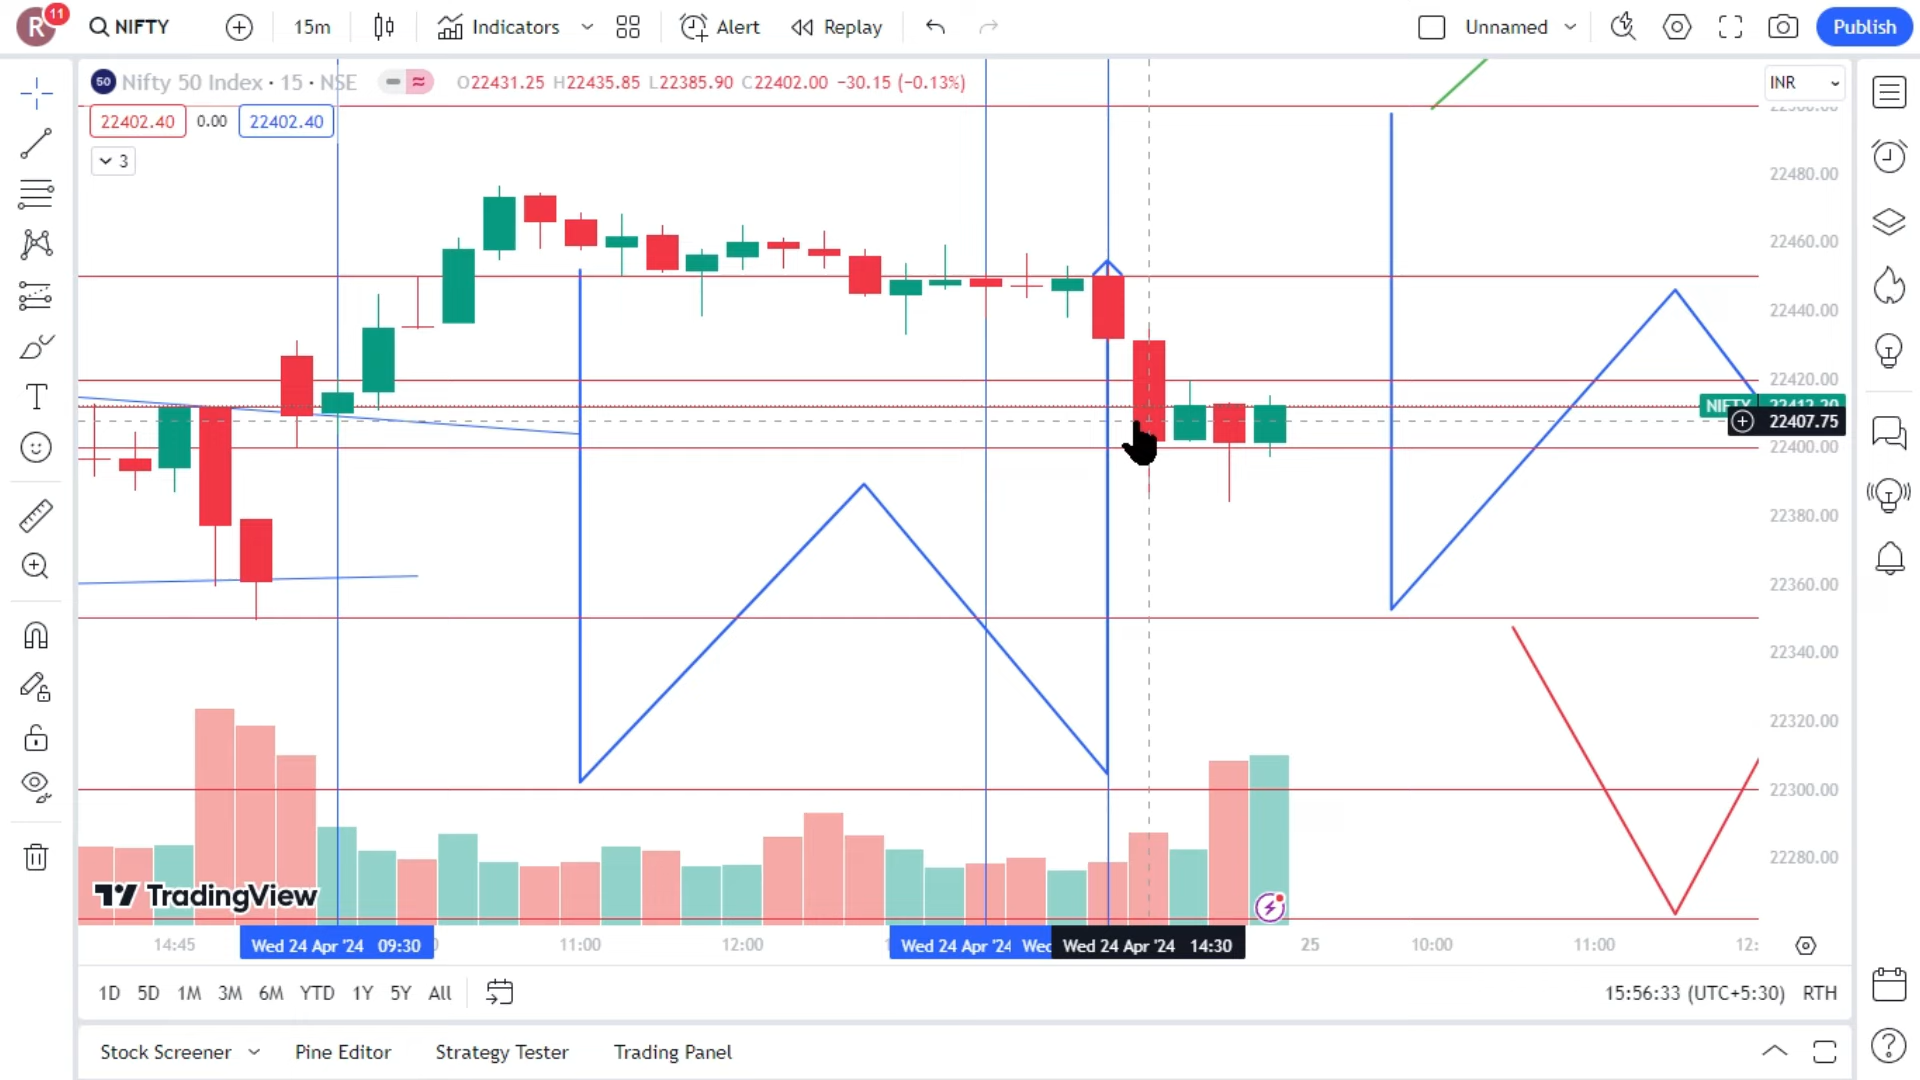 R 11 NIFTY 15m Indicators Alert Replay Unnamed Publish
50 Nifty 50 Index · 15 · NSE O22431.25 H22435.85 L22385.90 C22402.00 −30.15 (−0.13%) INR
22402.40 0.00 22402.40
3
22480.00
22460.00
22440.00
22420.00
NIFTY
22407.75
22400.00
22380.00
22360.00
22340.00
22320.00
22300.00
22280.00
TradingView
14:45 Wed 24 Apr '24 09:30 11:00 12:00 Wed 24 Apr '24 Wed Wed 24 Apr '24 14:30 25 10:00 11:00 12:
1D 5D 1M 3M 6M YTD 1Y 5Y All 15:56:33 (UTC+5:30) RTH
Stock Screener Pine Editor Strategy Tester Trading Panel